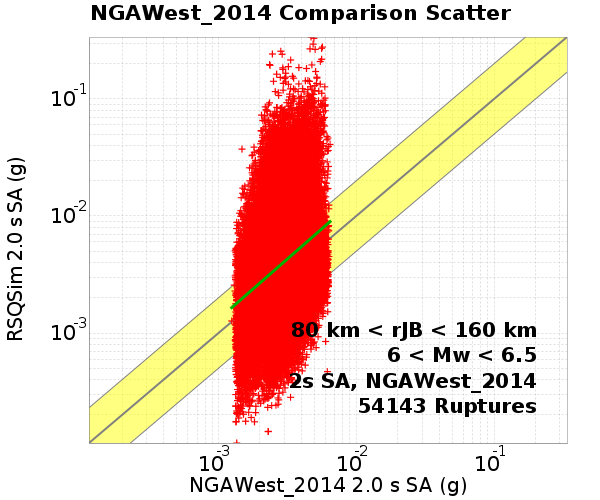 NGAWest_2014 Comparison Scatter
RSQSim 2.0 s SA (g)
10-1
10-2
10-3
80 km < rJB < 160 km
6 < Mw < 6.5
2s SA, NGAWest_2014
54143 Ruptures
10-3
10-2
10-1
NGAWest_2014 2.0 s SA (g)